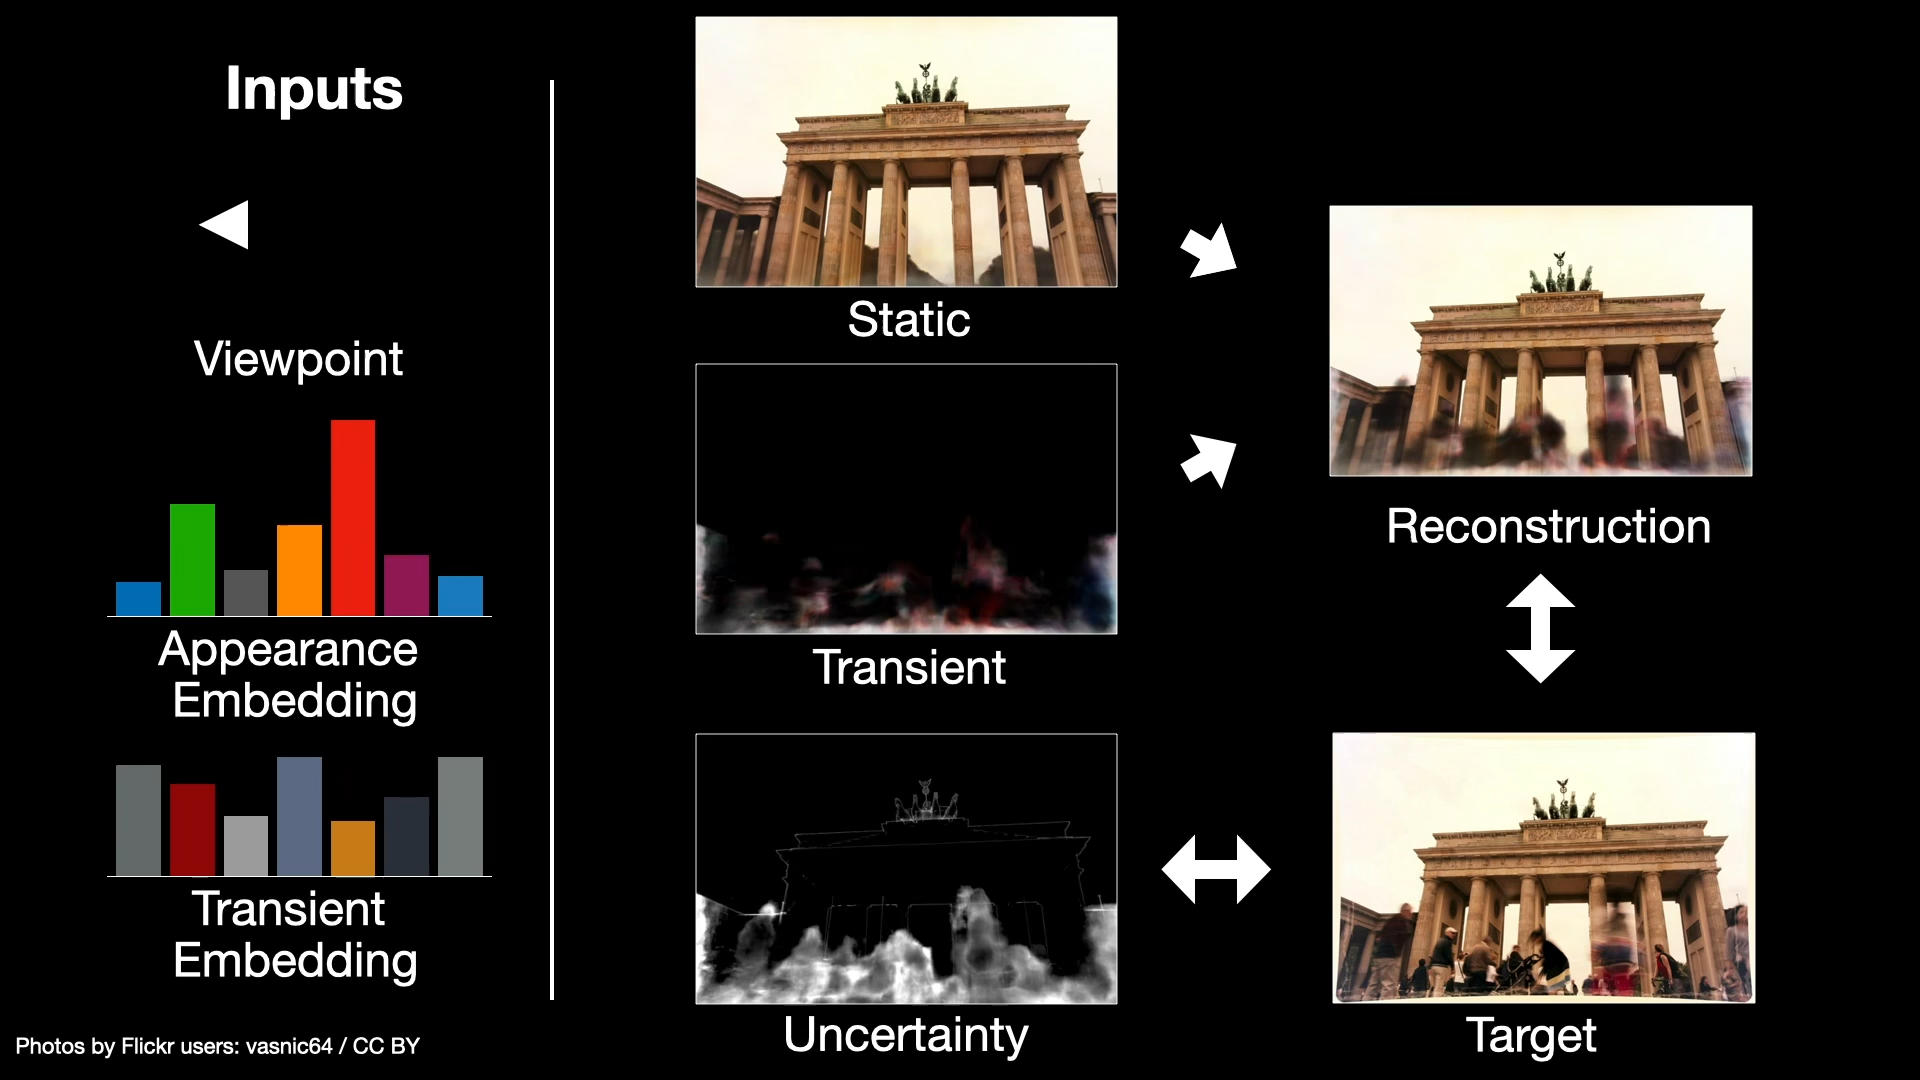 Inputs
Viewpoint
Appearance
Embedding
Transient
Embedding
Photos by Flickr users: vasnic64 / CC BY
Static
Transient
Uncertainty
Reconstruction
Target